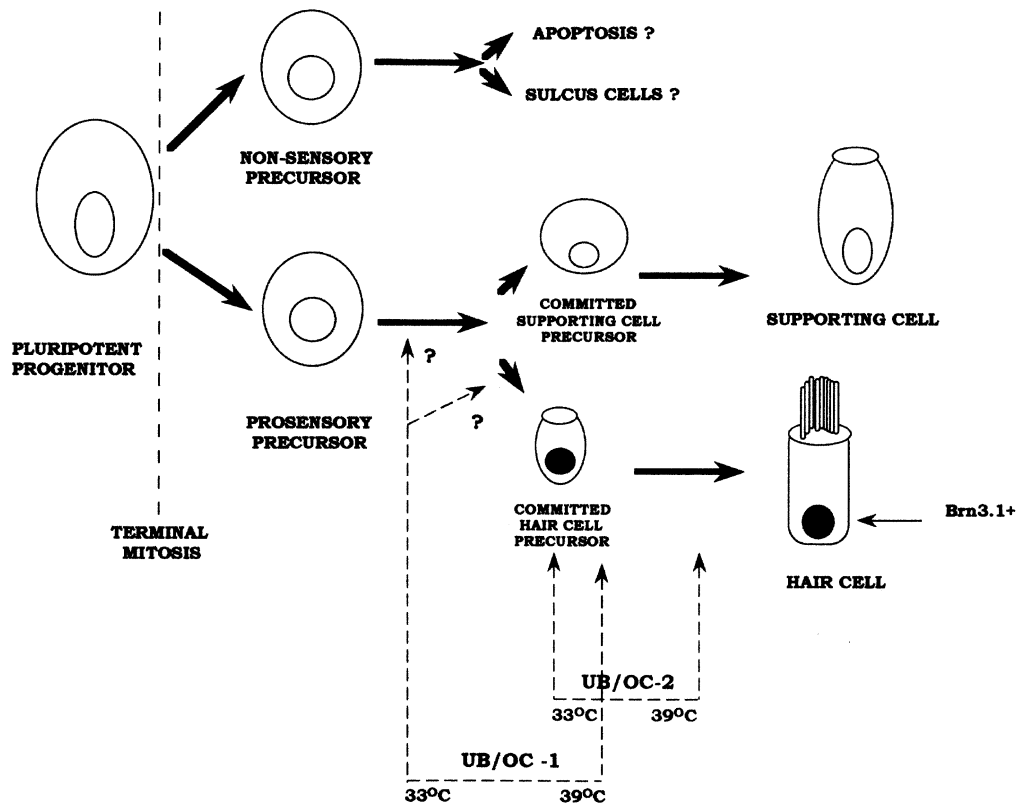 APOPTOSIS ?
SULCUS CELLS ?
NON-SENSORY
PRECURSOR
COMMITTED
SUPPORTING CELL
PRECURSOR
SUPPORTING CELL
PLURIPOTENT
PROGENITOR
?
PROSENSORY
PRECURSOR
?
COMMITTED
HAIR CELL
PRECURSOR
Brn3.1+
TERMINAL
MITOSIS
HAIR CELL
UB/OC-2
33°C 39°C
UB/OC -1
33°C 39°C